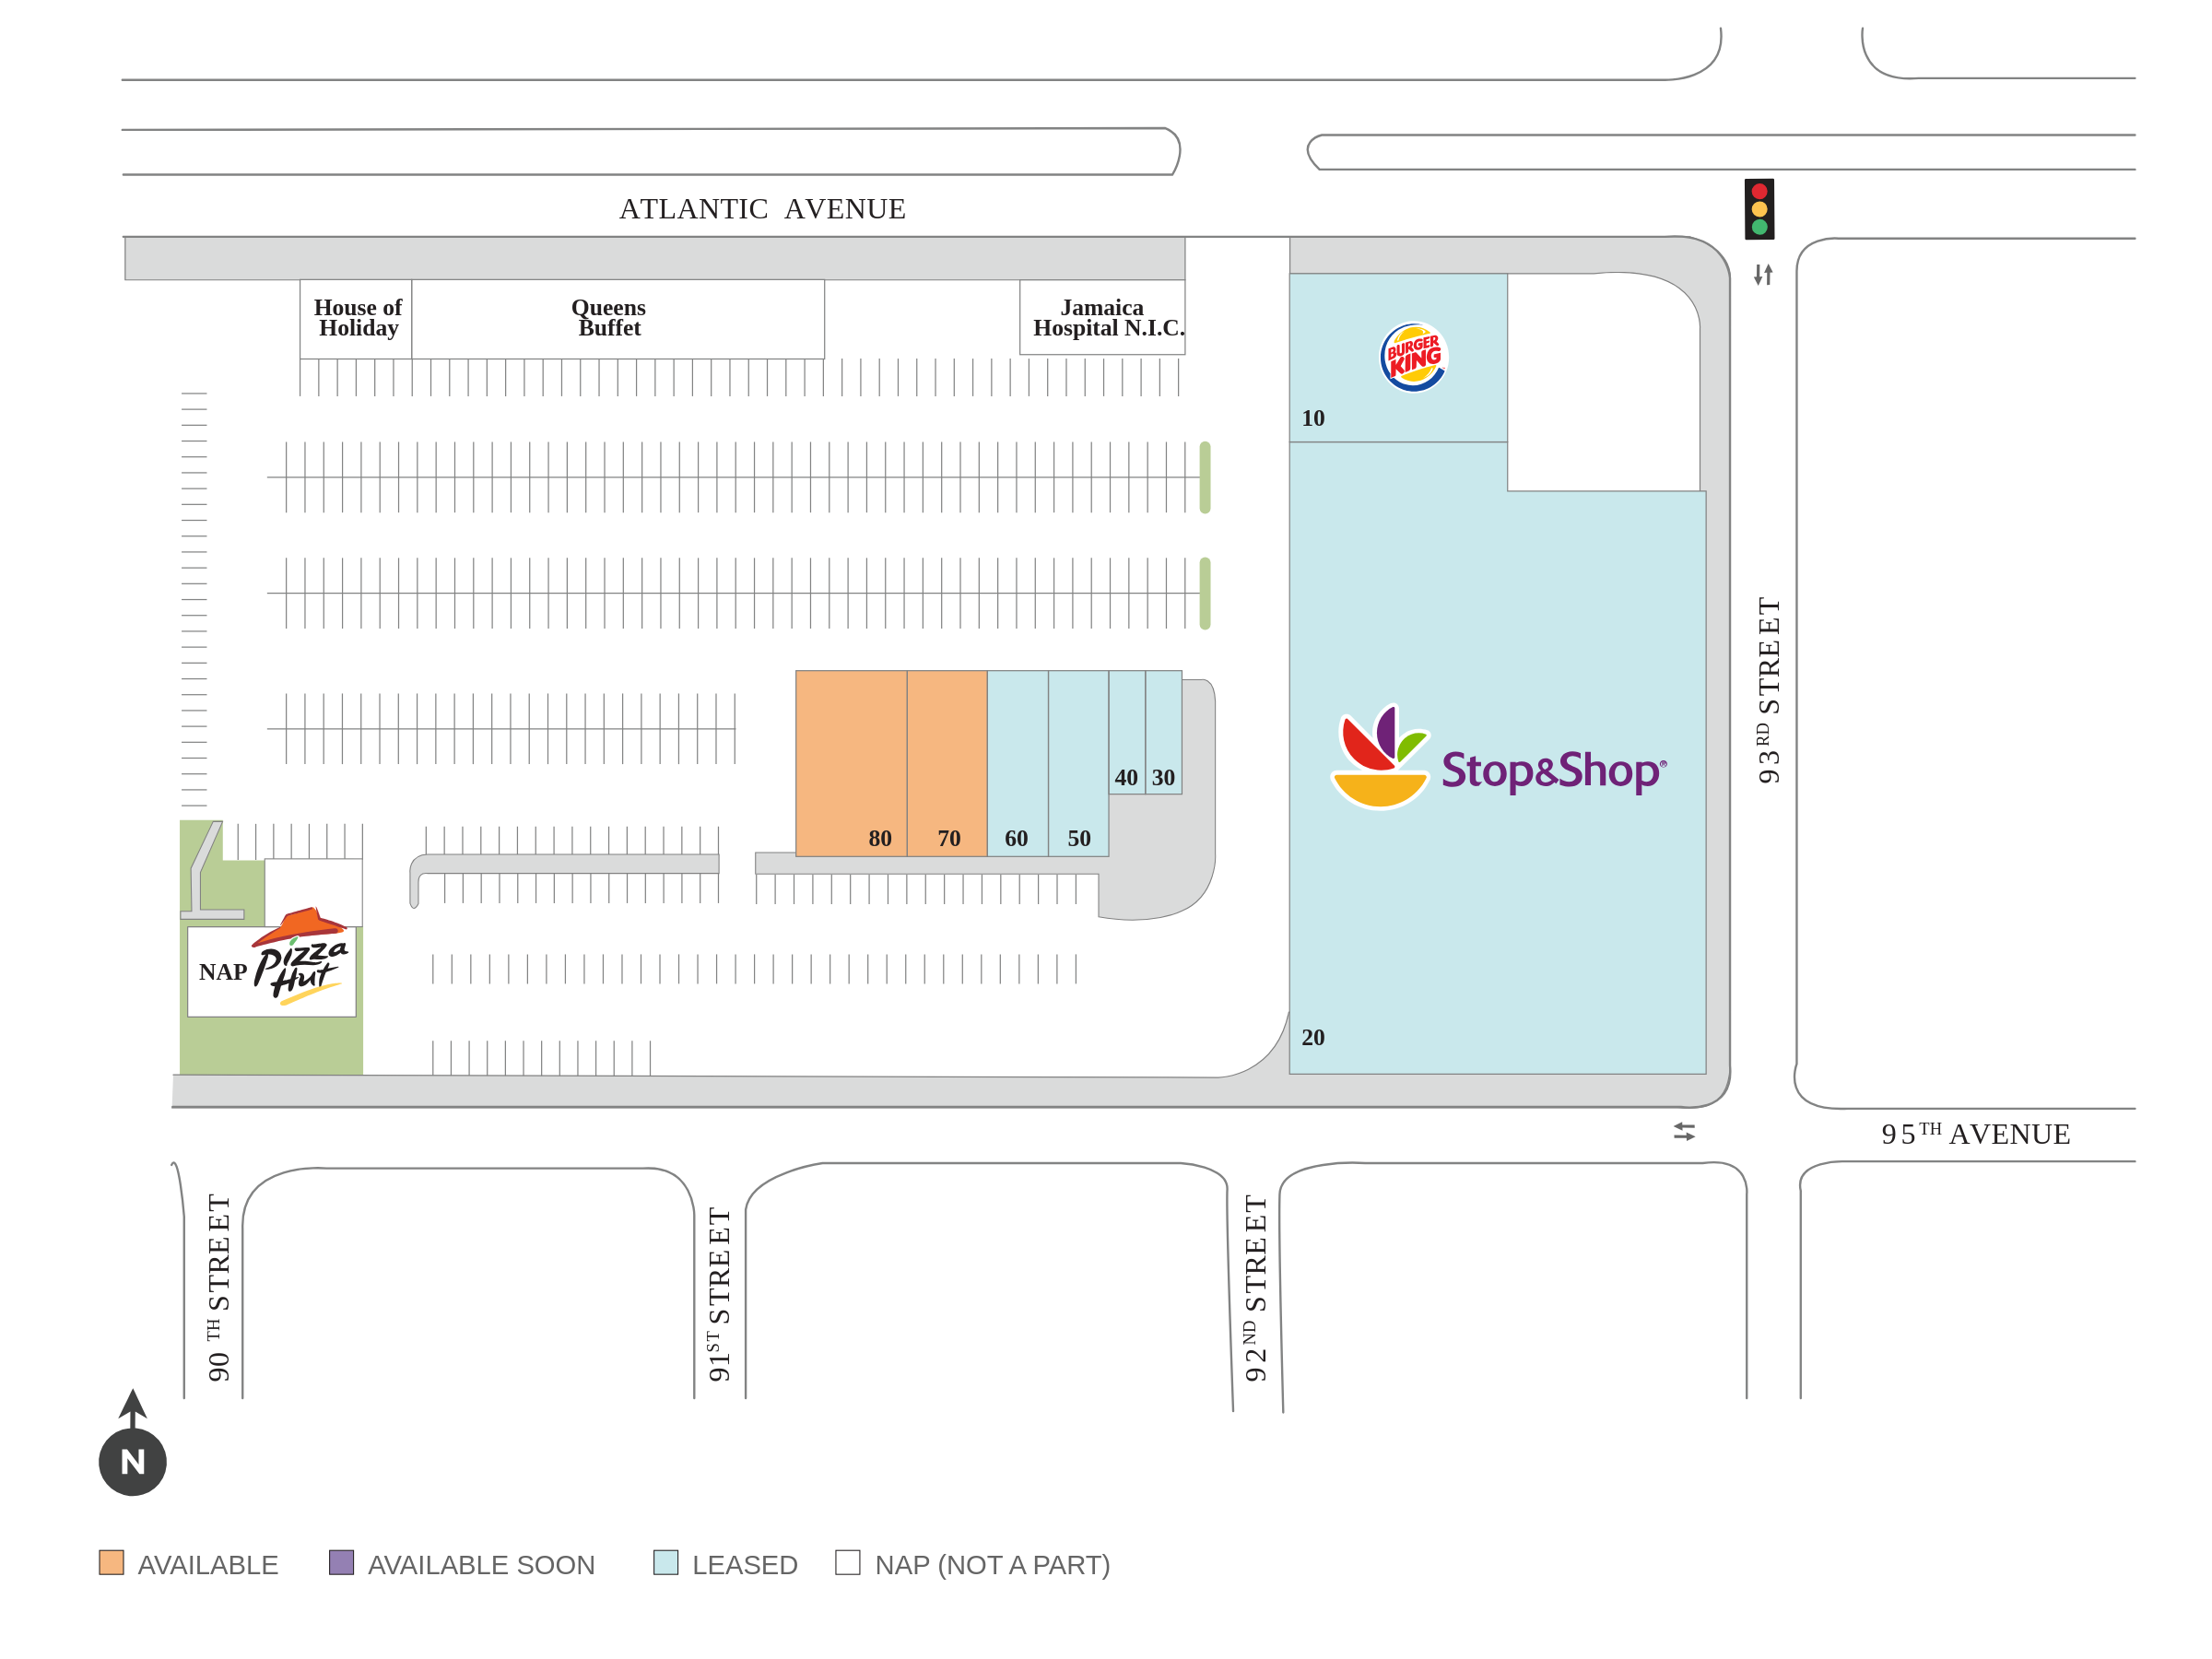 ATLANTIC AVENUE
House of
Holiday
Queens
Buffet
Jamaica
Hospital N.I.C.
BURGER
KING
10
93RD STREET
Stop&Shop®
40
30
80
70
60
50
NAP
Pizza
Hut
20
95TH AVENUE
90TH STREET
91ST STREET
92ND STREET
N
AVAILABLE
AVAILABLE SOON
LEASED
NAP (NOT A PART)